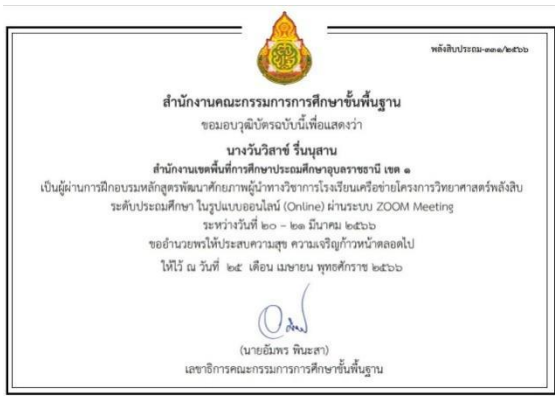 พลังสิบประถม-๓๓๑/๒๕๖๖
สำนักงานคณะกรรมการการศึกษาขั้นพื้นฐาน
ขอมอบวุฒิบัตรฉบับนี้เพื่อแสดงว่า
นางวันวิสาข์ รื่นนุสาน
สำนักงานเขตพื้นที่การศึกษาประถมศึกษาอุบลราชธานี เขต ๑
เป็นผู้ผ่านการฝึกอบรมหลักสูตรพัฒนาศักยภาพผู้นำทางวิชาการโรงเรียนเครือข่ายโครงการวิทยาศาสตร์พลังสิบ
ระดับประถมศึกษา ในรูปแบบออนไลน์ (Online) ผ่านระบบ ZOOM Meeting
ระหว่างวันที่ ๒๐ – ๒๑ มีนาคม ๒๕๖๖
ขออำนวยพรให้ประสบความสุข ความเจริญก้าวหน้าตลอดไป
ให้ไว้ ณ วันที่ ๒๕ เดือน เมษายน พุทธศักราช ๒๕๖๖
(นายอัมพร พินะสา)
เลขาธิการคณะกรรมการการศึกษาขั้นพื้นฐาน